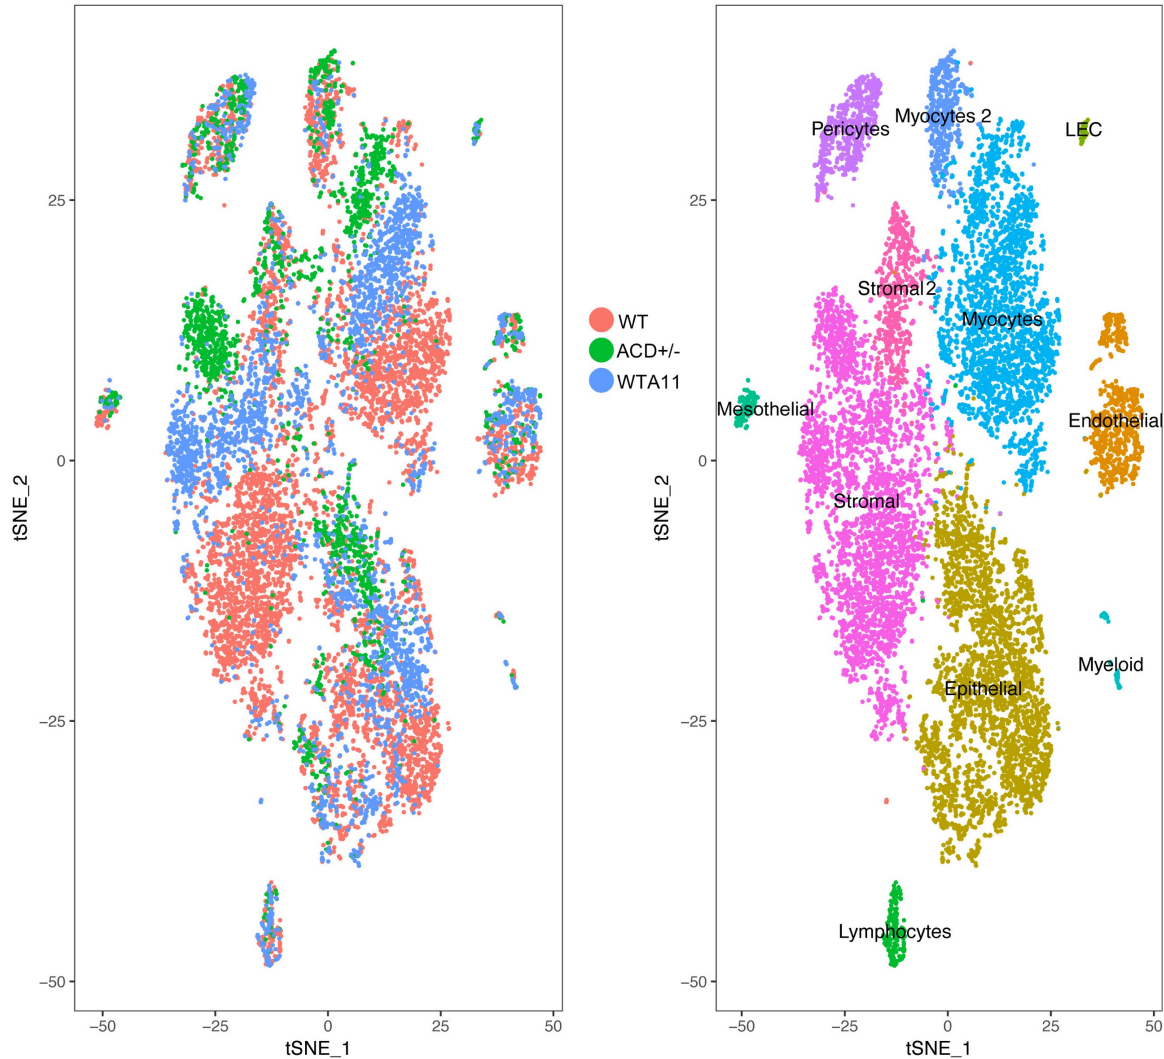 25
0
−25
−50
−50
−25
0
25
50
tSNE_1
tSNE_2
WT
ACD+/-
WTA11
25
0
−25
−50
−50
−25
0
25
50
tSNE_1
tSNE_2
Pericytes
Myocytes 2
LEC
Stromal2
Myocytes
Mesothelial
Endothelial
Stromal
Myeloid
Epithelial
Lymphocytes